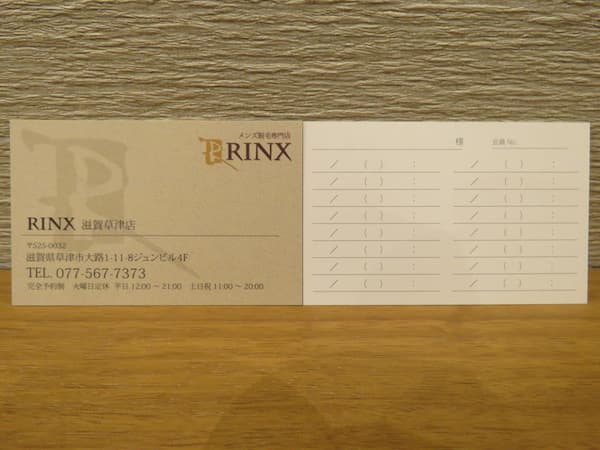 メンズ脱毛専門店
RINX
RINX 滋賀草津店
〒525-0032
滋賀県草津市大路1-11-8ジュンビル4F
TEL. 077-567-7373
完全予約制 火曜日定休 平日 12:00～21:00 土日祝 11:00～20:00
様 会員 No.
／ （ ） ： ／ （ ） ：
／ （ ） ： ／ （ ） ：
／ （ ） ： ／ （ ） ：
／ （ ） ： ／ （ ） ：
／ （ ） ： ／ （ ） ：
／ （ ） ： ／ （ ） ：
／ （ ） ： ／ （ ） ：
／ （ ） ： ／ （ ） ：